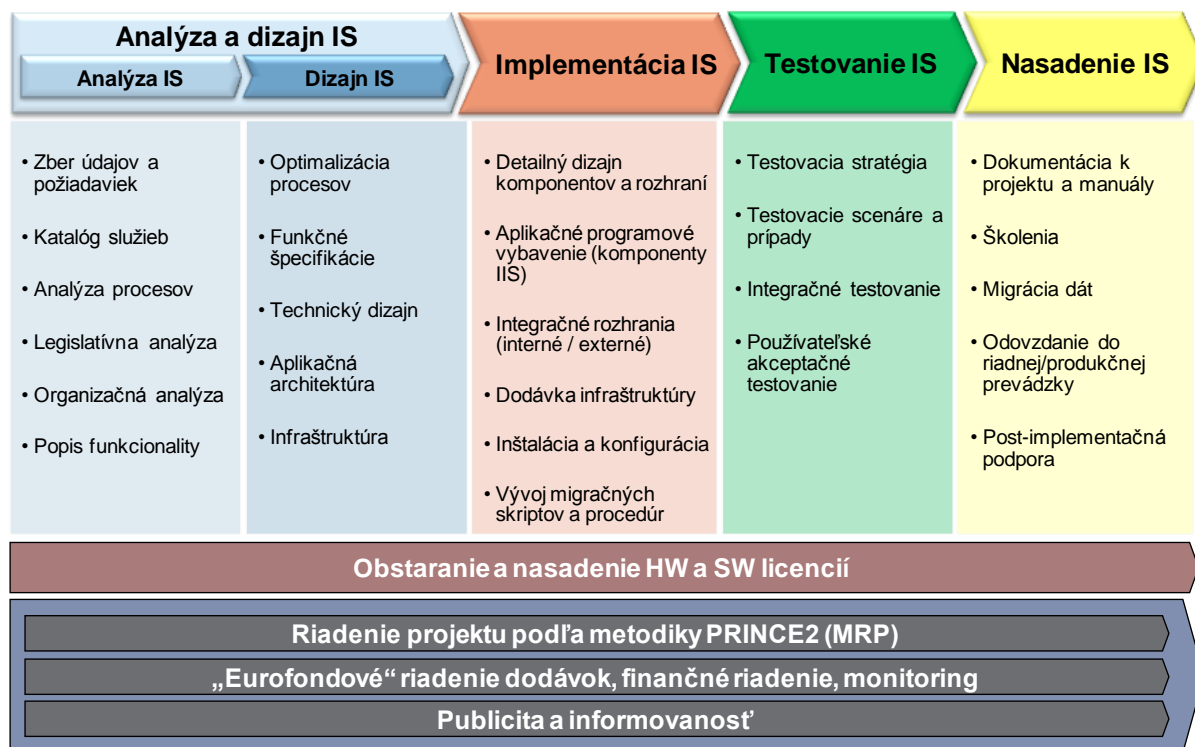 Analýza a dizajn IS
Analýza IS
Dizajn IS
Implementácia IS
Testovanie IS
Nasadenie IS
• Zber údajov a
požiadaviek
• Katalóg služieb
• Analýza procesov
• Legislatívna analýza
• Organizačná analýza
• Popis funkcionality
• Optimalizácia
procesov
• Funkčné
špecifikácie
• Technický dizajn
• Aplikačná
architektúra
• Infraštruktúra
• Detailný dizajn
komponentov a rozhraní
• Aplikačné programové
vybavenie (komponenty
IIS)
• Integračné rozhrania
(interné / externé)
• Dodávka infraštruktúry
• Inštalácia a konfigurácia
• Vývoj migračných
skriptov a procedúr
• Testovacia stratégia
• Testovacie scenáre a
prípady
• Integračné testovanie
• Používateľské
akceptačné
testovanie
• Dokumentácia k
projektu a manuály
• Školenia
• Migrácia dát
• Odovzdanie do
riadnej/produkčnej
prevádzky
• Post-implementačná
podpora
Obstaranie a nasadenie HW a SW licencií
Riadenie projektu podľa metodiky PRINCE2 (MRP)
„Eurofondové“ riadenie dodávok, finančné riadenie, monitoring
Publicita a informovanosť